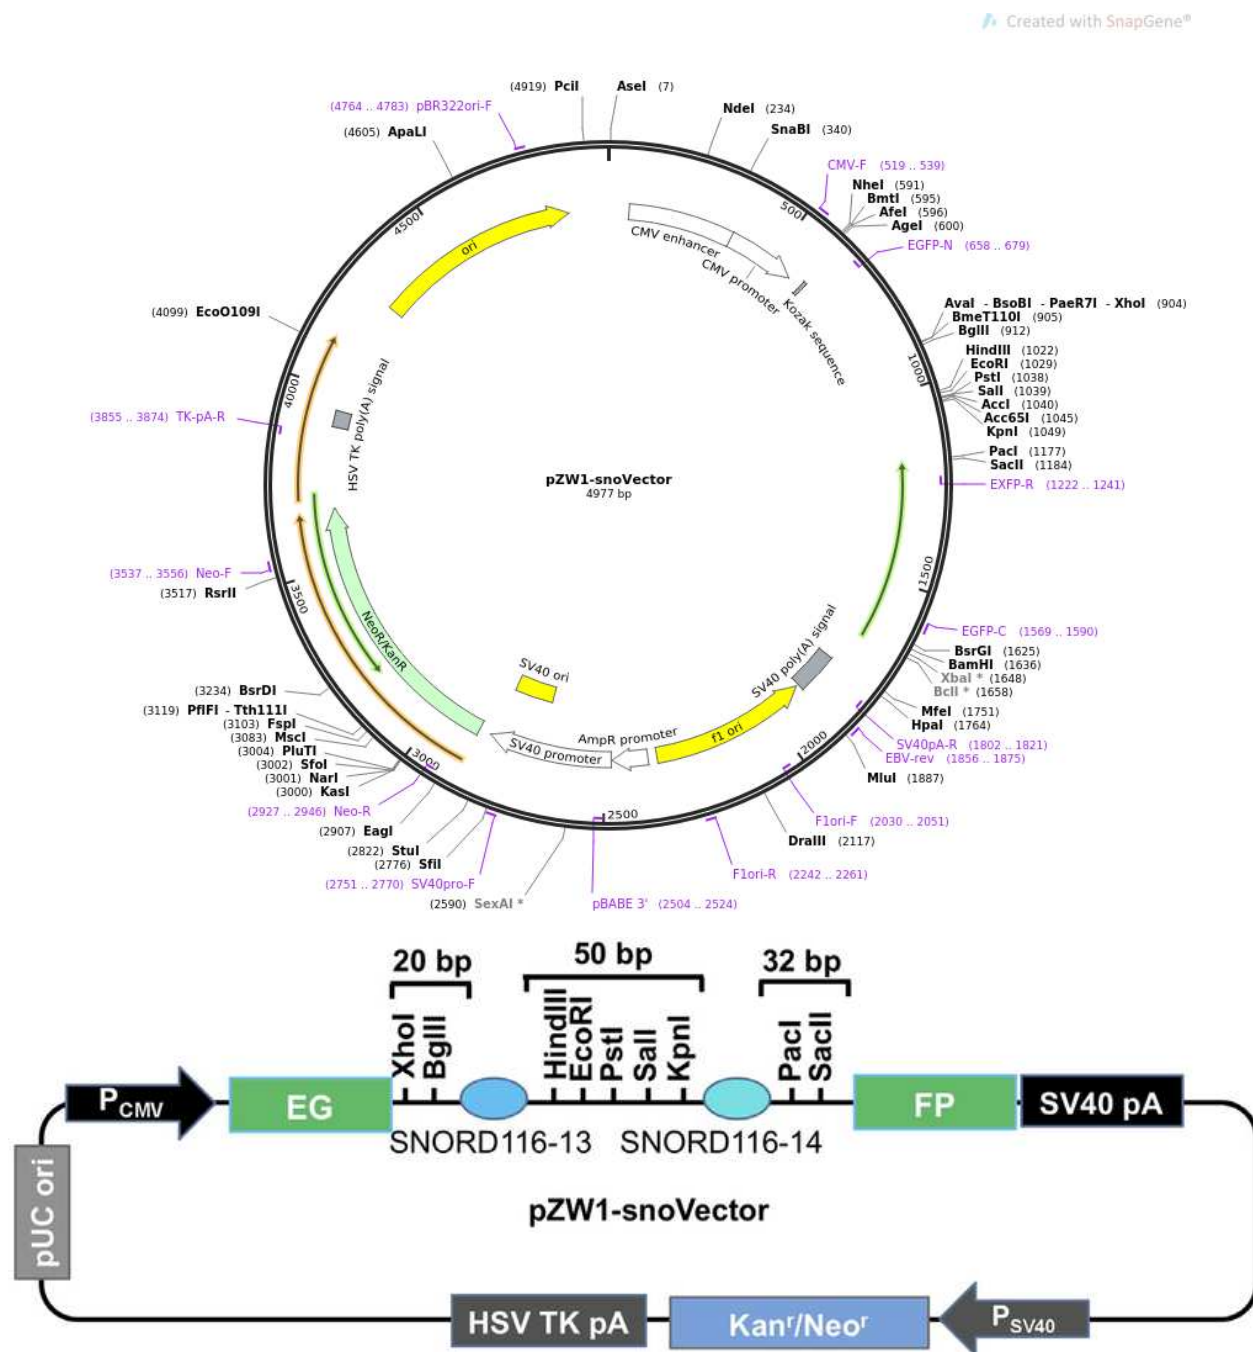 Created with SnapGene®
(4919) PciI
AseI (7)
(4764 .. 4783) pBR322ori-F
(4605) ApaLI
NdeI (234)
SnaBI (340)
CMV-F (519 .. 539)
NheI (591)
BmtI (595)
AfeI (596)
AgeI (600)
EGFP-N (658 .. 679)
500
4500
ori
CMV enhancer
CMV promoter
Kozak sequence
(4099) EcoO109I
AvaI - BsoBI - PaeR7I - XhoI (904)
BmeT110I (905)
BglII (912)
HindIII (1022)
EcoRI (1029)
PstI (1038)
SalI (1039)
AccI (1040)
Acc65I (1045)
KpnI (1049)
PacI (1177)
SacII (1184)
EXFP-R (1222 .. 1241)
1000
4000
HSV TK poly(A) signal
(3855 .. 3874) TK-pA-R
pZW1-snoVector
4977 bp
(3537 .. 3556) Neo-F
(3517) RsrII
3500
1500
NeoR/KanR
EGFP-C (1569 .. 1590)
BsrGI (1625)
BamHI (1636)
XbaI * (1648)
BclI * (1658)
MfeI (1751)
HpaI (1764)
SV40pA-R (1802 .. 1821)
EBV-rev (1856 .. 1875)
MluI (1887)
SV40 ori
SV40 poly(A) signal
AmpR promoter
f1 ori
SV40 promoter
2000
3000
2500
(3234) BsrDI
(3119) PflFI - Tth111I
(3103) FspI
(3083) MscI
(3004) PluTI
(3002) SfoI
(3001) NarI
(3000) KasI
(2927 .. 2946) Neo-R
(2907) EagI
(2822) StuI
(2776) SfiI
(2751 .. 2770) SV40pro-F
(2590) SexAI *
pBABE 3' (2504 .. 2524)
F1ori-F (2030 .. 2051)
DraIII (2117)
F1ori-R (2242 .. 2261)
20 bp
50 bp
32 bp
XhoI
BglII
HindIII
EcoRI
PstI
SalI
KpnI
PacI
SacII
PCMV
EG
FP
SV40 pA
SNORD116-13
SNORD116-14
pUC ori
pZW1-snoVector
HSV TK pA
Kanr/Neor
PSV40